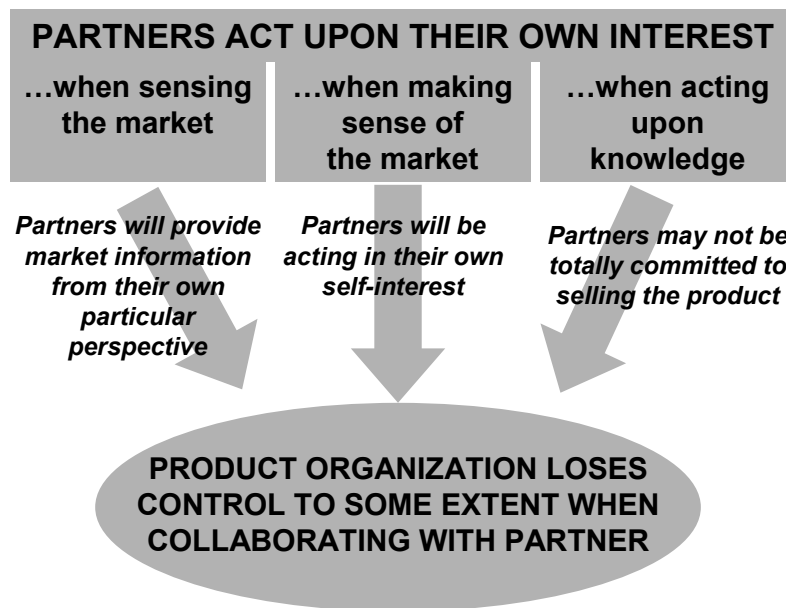 PARTNERS ACT UPON THEIR OWN INTEREST
…when sensing
the market
…when making
sense of
the market
…when acting
upon
knowledge
Partners will provide
market information
from their own
particular
perspective
Partners will be
acting in their own
self-interest
Partners may not be
totally committed to
selling the product
PRODUCT ORGANIZATION LOSES
CONTROL TO SOME EXTENT WHEN
COLLABORATING WITH PARTNER